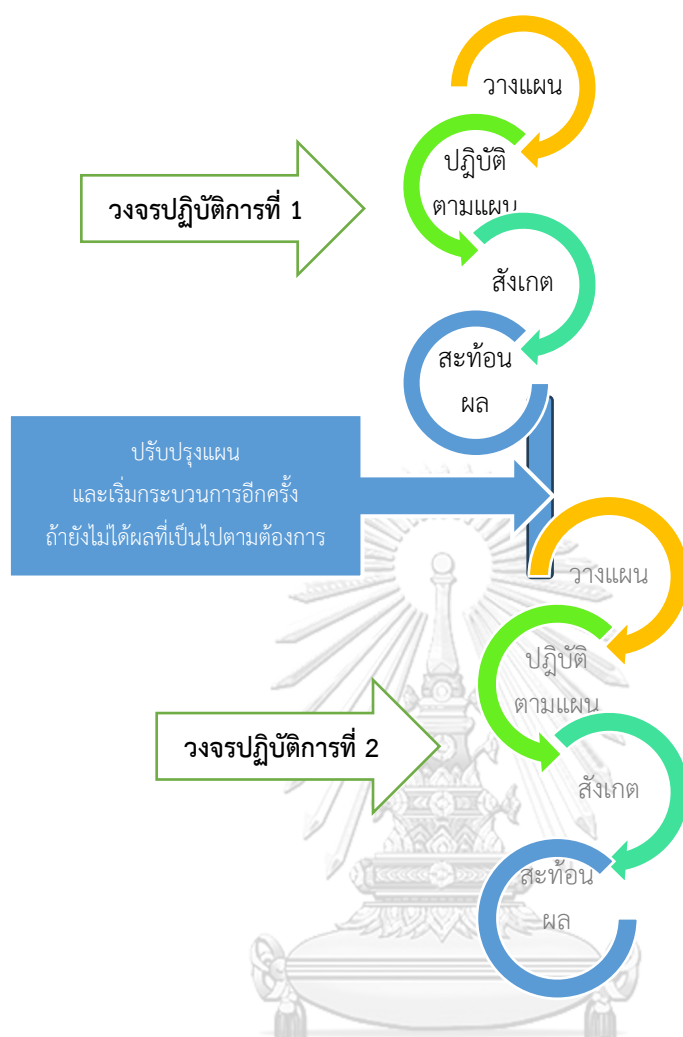 วางแผน
ปฎิบัติ
ตามแผน
วงจรปฏิบัติการที่ 1
สังเกต
สะท้อน
ผล
ปรับปรุงแผน
และเริ่มกระบวนการอีกครั้ง
ถ้ายังไม่ได้ผลที่เป็นไปตามต้องการ
วางแผน
ปฎิบัติ
ตามแผน
วงจรปฏิบัติการที่ 2
สังเกต
สะท้อน
ผล